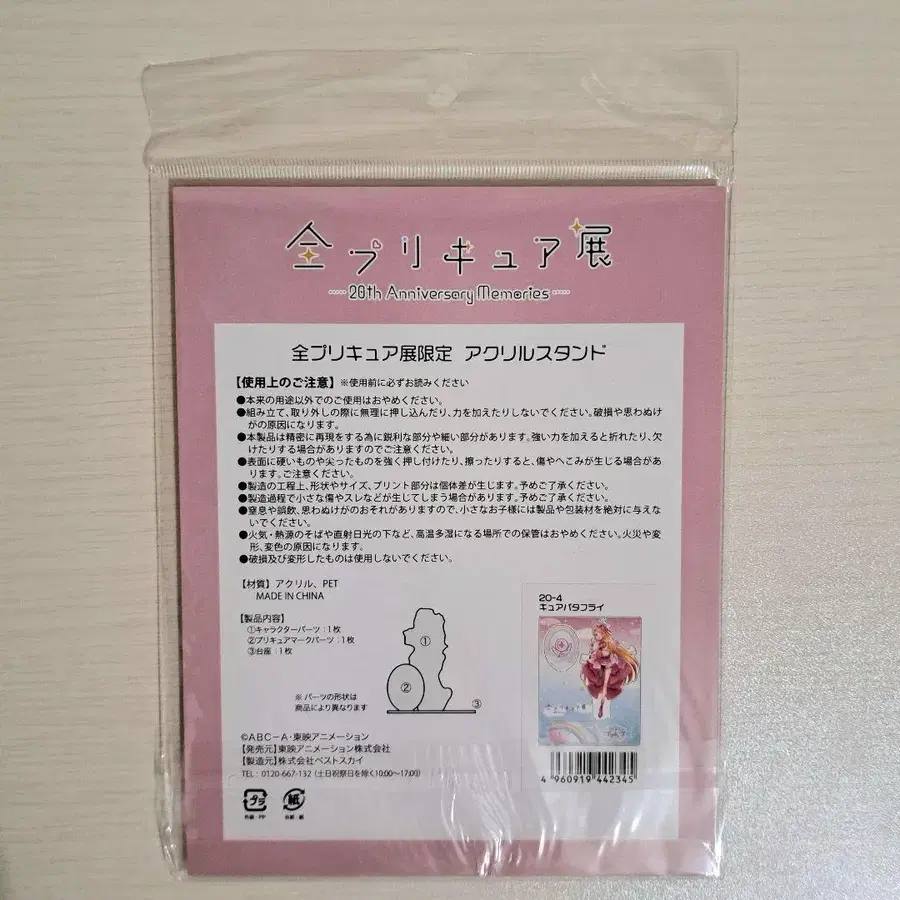 全プリキュア展
20th Anniversary Memories
全プリキュア展限定 アクリルスタンド
【使用上のご注意】※使用前に必ずお読みください
●本来の用途以外でのご使用はおやめください。
●組み立て、取り外しの際に無理に押し込んだり、力を加えたりしないでください。破損や思わぬけ
がの原因になります。
●本製品は精密に再現をする為に鋭利な部分や細い部分があります。強い力を加えると折れたり、欠
けたりする場合がありますのでご注意ください。
●表面に硬いものや尖ったものを強く押し付けたり、擦ったりすると、傷やへこみが生じる場合があ
ります。ご注意ください。
●製造の工程上、形状やサイズ、プリント部分は個体差が生じます。予めご了承ください。
●製造過程で小さな傷やスレなどが生じてしまう場合があります。予めご了承ください。
●窒息や誤飲、思わぬけがのおそれがありますので、小さなお子様には製品や包装材を絶対に与えな
いでください。
●火気・熱源のそばや直射日光の下など、高温多湿になる場所での保管はおやめください。火災や変
形、変色の原因になります。
●破損及び変形したものは使用しないでください。
【材質】アクリル、PET
MADE IN CHINA
【製品内容】
①キャラクターパーツ：1枚
②プリキュアマークパーツ：1枚
③台座：1枚
①
②
③
※パーツの形状は
商品により異なります
20-4
キュアバタフライ
全プリキュア展
4 960919 442345
©ABC-A・東映アニメーション
【発売元】東映アニメーション株式会社
【製造元】株式会社ベストスカイ
TEL：0120-667-132（土日祝祭日を除く10:00〜17:00）
プラ
紙
外装：PP
台紙：紙